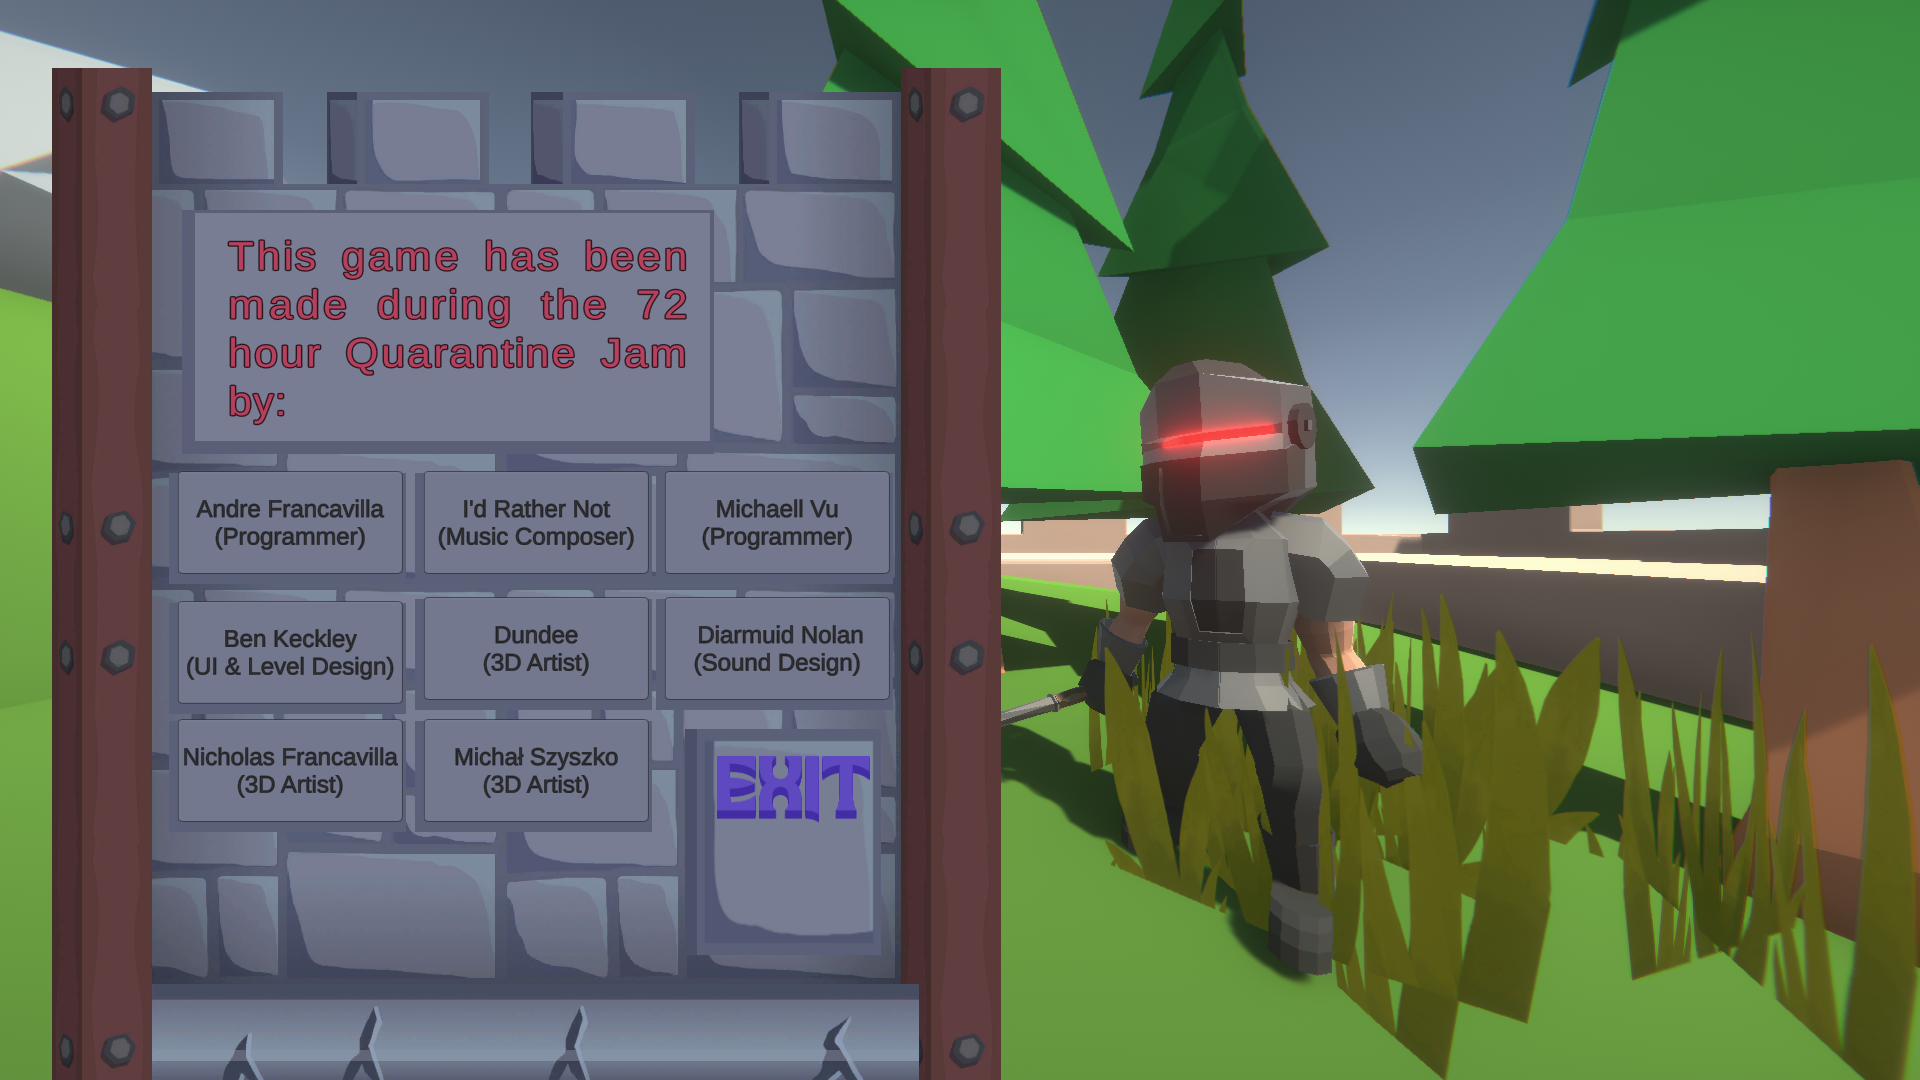 This game has been
made during the 72
hour Quarantine Jam
by:
Andre Francavilla
(Programmer)
I'd Rather Not
(Music Composer)
Michaell Vu
(Programmer)
Ben Keckley
(UI & Level Design)
Dundee
(3D Artist)
Diarmuid Nolan
(Sound Design)
Nicholas Francavilla
(3D Artist)
Michał Szyszko
(3D Artist)
EXIT